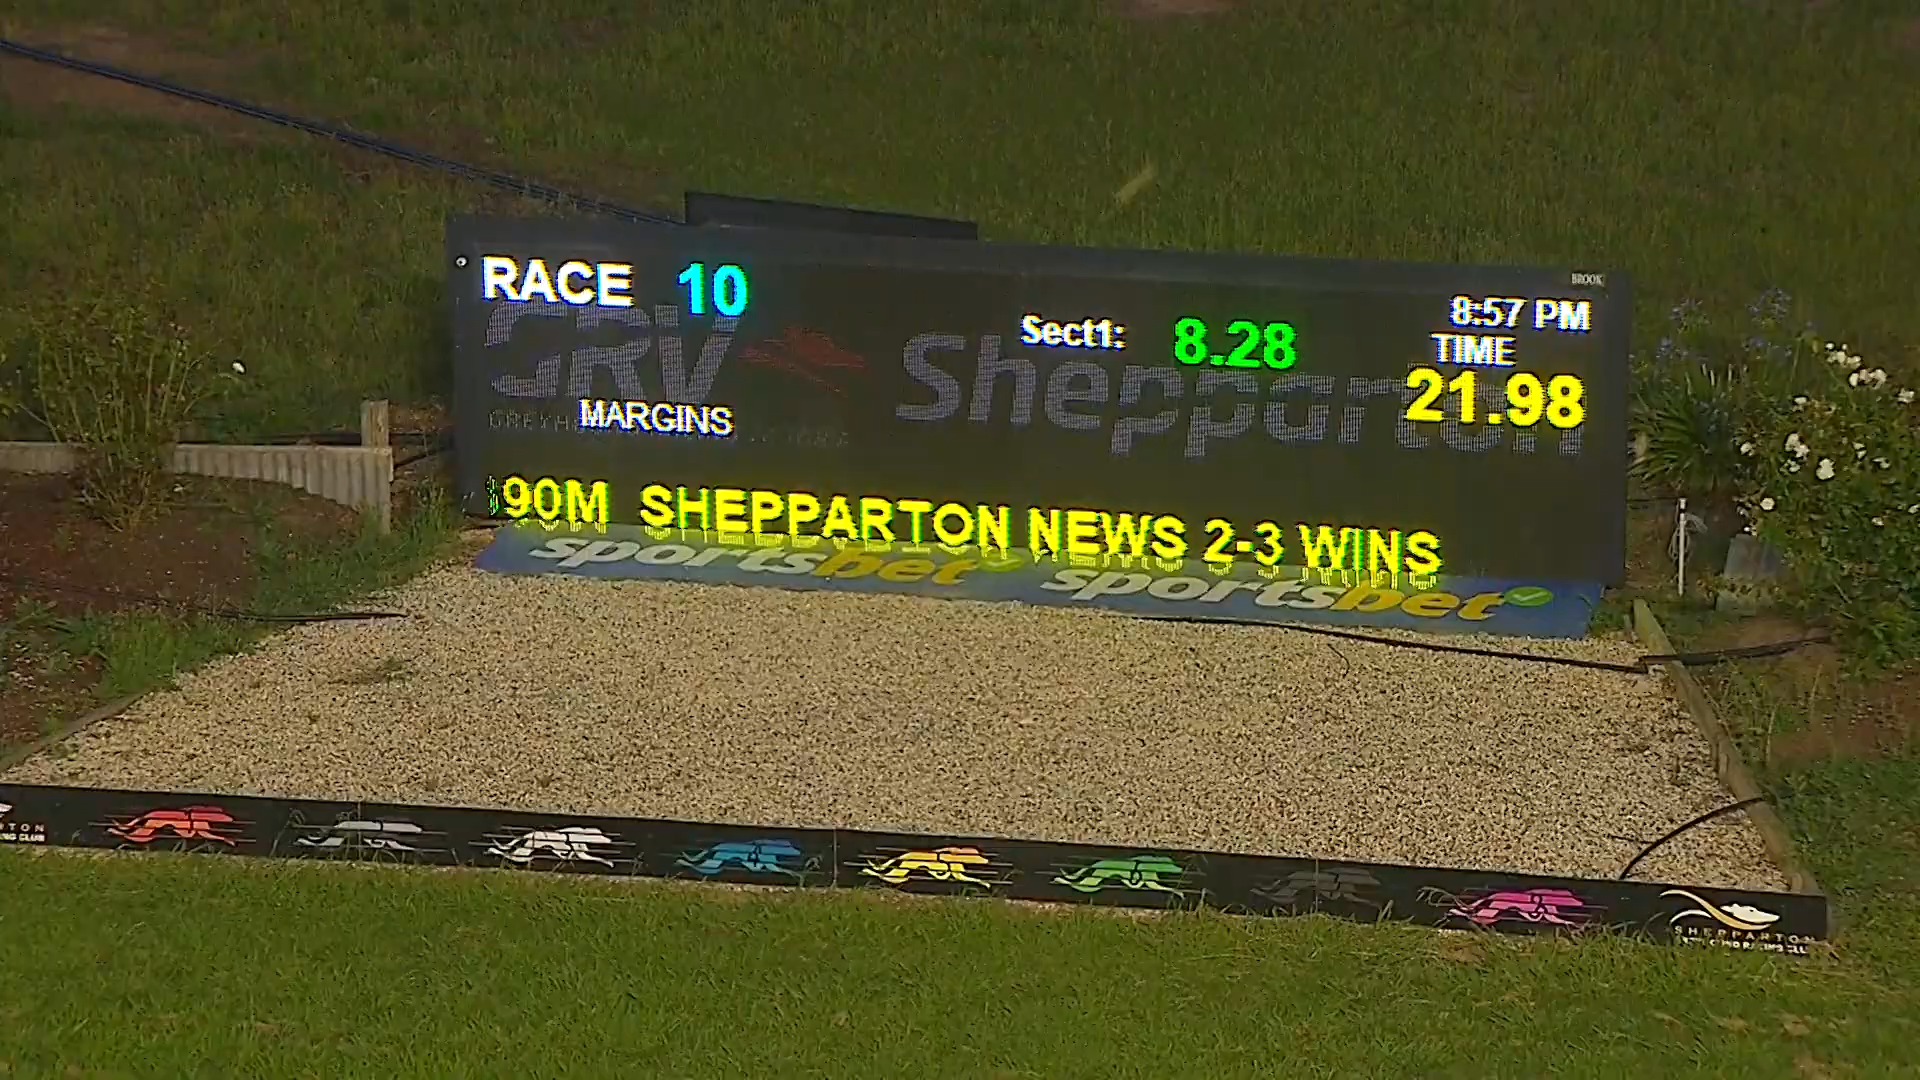 BROOK
RACE 10
8:57 PM
Sect1: 8.28
TIME
21.98
GRV
Shepparton
MARGINS
90M SHEPPARTON NEWS 2-3 WINS
sportsbet sportsbet
SHEPPARTON